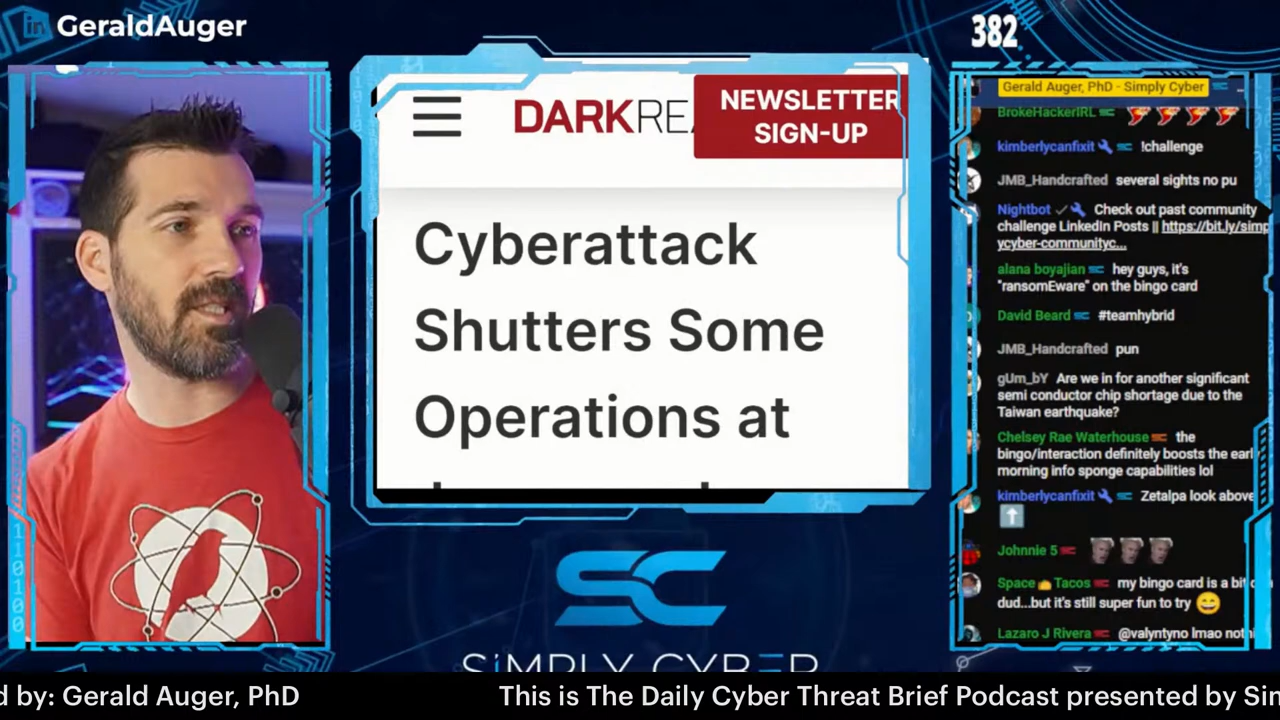 in GeraldAuger
382
DARKREA
NEWSLETTER
SIGN-UP
Cyberattack
Shutters Some
Operations at
Gerald Auger, PhD - Simply Cyber
BrokeHackerIRL
kimberlycanfixit !challenge
JMB_Handcrafted several sights no pu
Nightbot Check out past community
challenge LinkedIn Posts || https://bit.ly/simp
ycyber-communityc...
alana boyajian hey guys, it's
"ransomEware" on the bingo card
David Beard #teamhybrid
JMB_Handcrafted pun
gUm_bY Are we in for another significant
semi conductor chip shortage due to the
Taiwan earthquake?
Chelsey Rae Waterhouse the
bingo/interaction definitely boosts the earl
morning info sponge capabilities lol
kimberlycanfixit Zetalpa look above
Johnnie 5
Space Tacos my bingo card is a bit
dud...but it's still super fun to try
Lazaro J Rivera @valyntyno lmao noth
SC
SiMPLY CYBER
d by: Gerald Auger, PhD This is The Daily Cyber Threat Brief Podcast presented by Sim